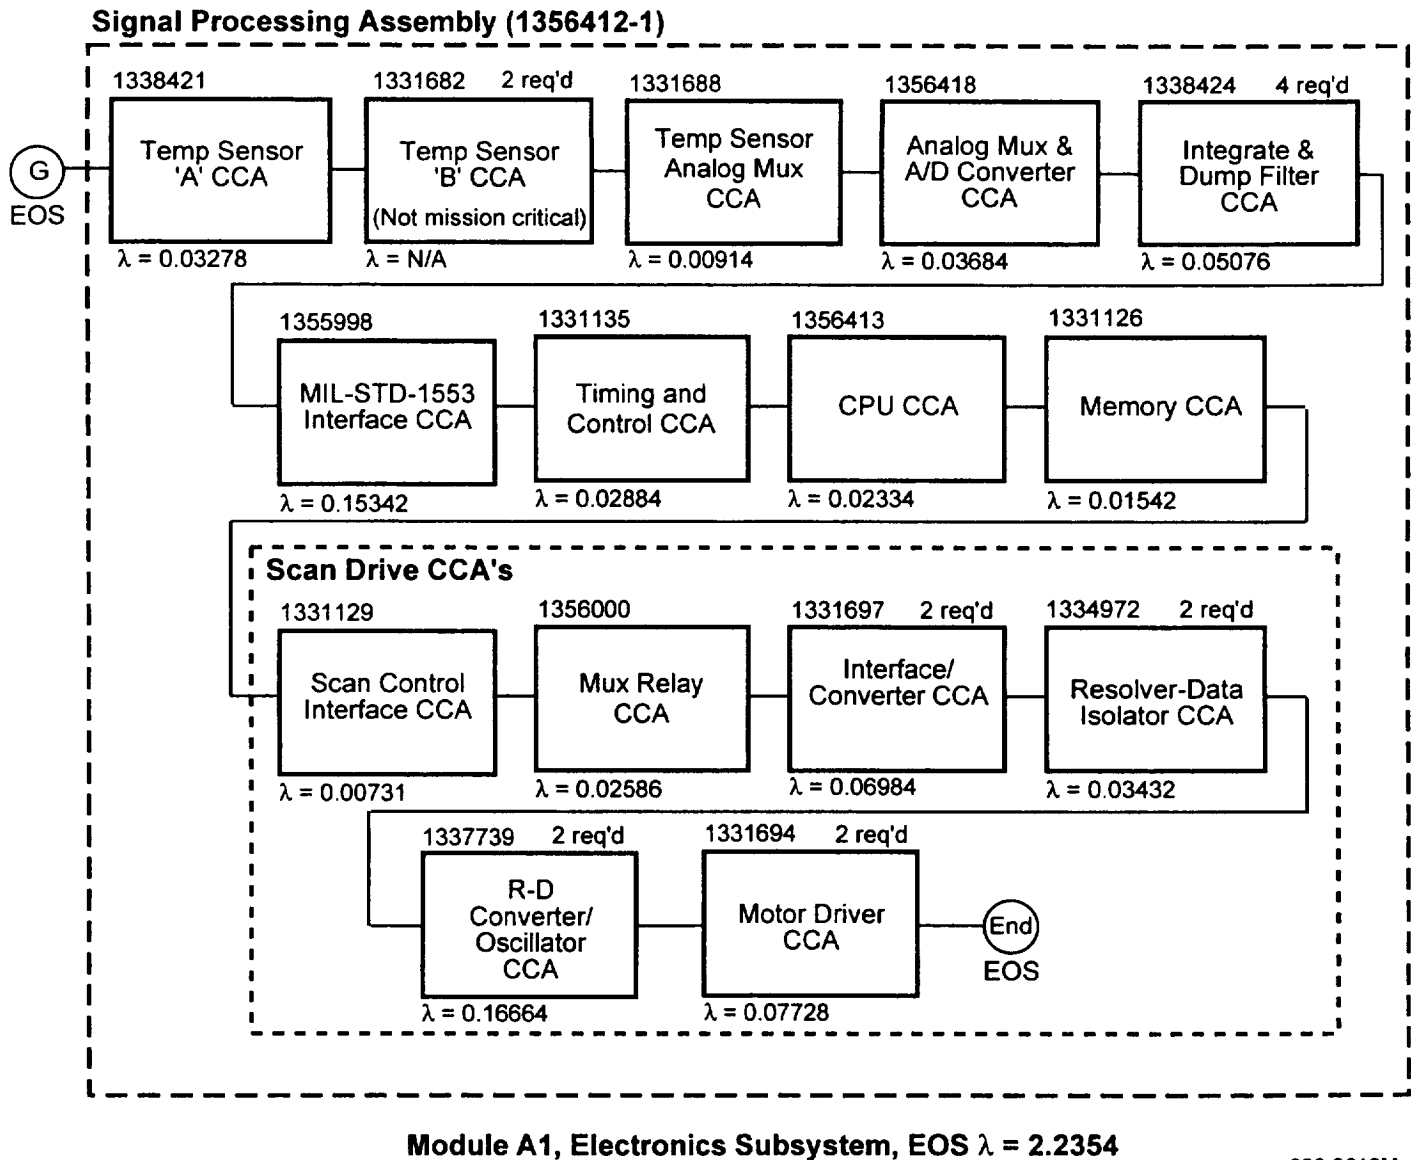 Signal Processing Assembly (1356412-1)
1338421
1331682 2 req'd
1331688
1356418
1338424 4 req'd
G
EOS
Temp Sensor
'A' CCA
Temp Sensor
'B' CCA
(Not mission critical)
Temp Sensor
Analog Mux
CCA
Analog Mux &
A/D Converter
CCA
Integrate &
Dump Filter
CCA
λ = 0.03278
λ = N/A
λ = 0.00914
λ = 0.03684
λ = 0.05076
1355998
1331135
1356413
1331126
MIL-STD-1553
Interface CCA
Timing and
Control CCA
CPU CCA
Memory CCA
λ = 0.15342
λ = 0.02884
λ = 0.02334
λ = 0.01542
Scan Drive CCA's
1331129
1356000
1331697 2 req'd
1334972 2 req'd
Scan Control
Interface CCA
Mux Relay
CCA
Interface/
Converter CCA
Resolver-Data
Isolator CCA
λ = 0.00731
λ = 0.02586
λ = 0.06984
λ = 0.03432
1337739 2 req'd
1331694 2 req'd
R-D
Converter/
Oscillator
CCA
Motor Driver
CCA
End
EOS
λ = 0.16664
λ = 0.07728
Module A1, Electronics Subsystem, EOS λ = 2.2354